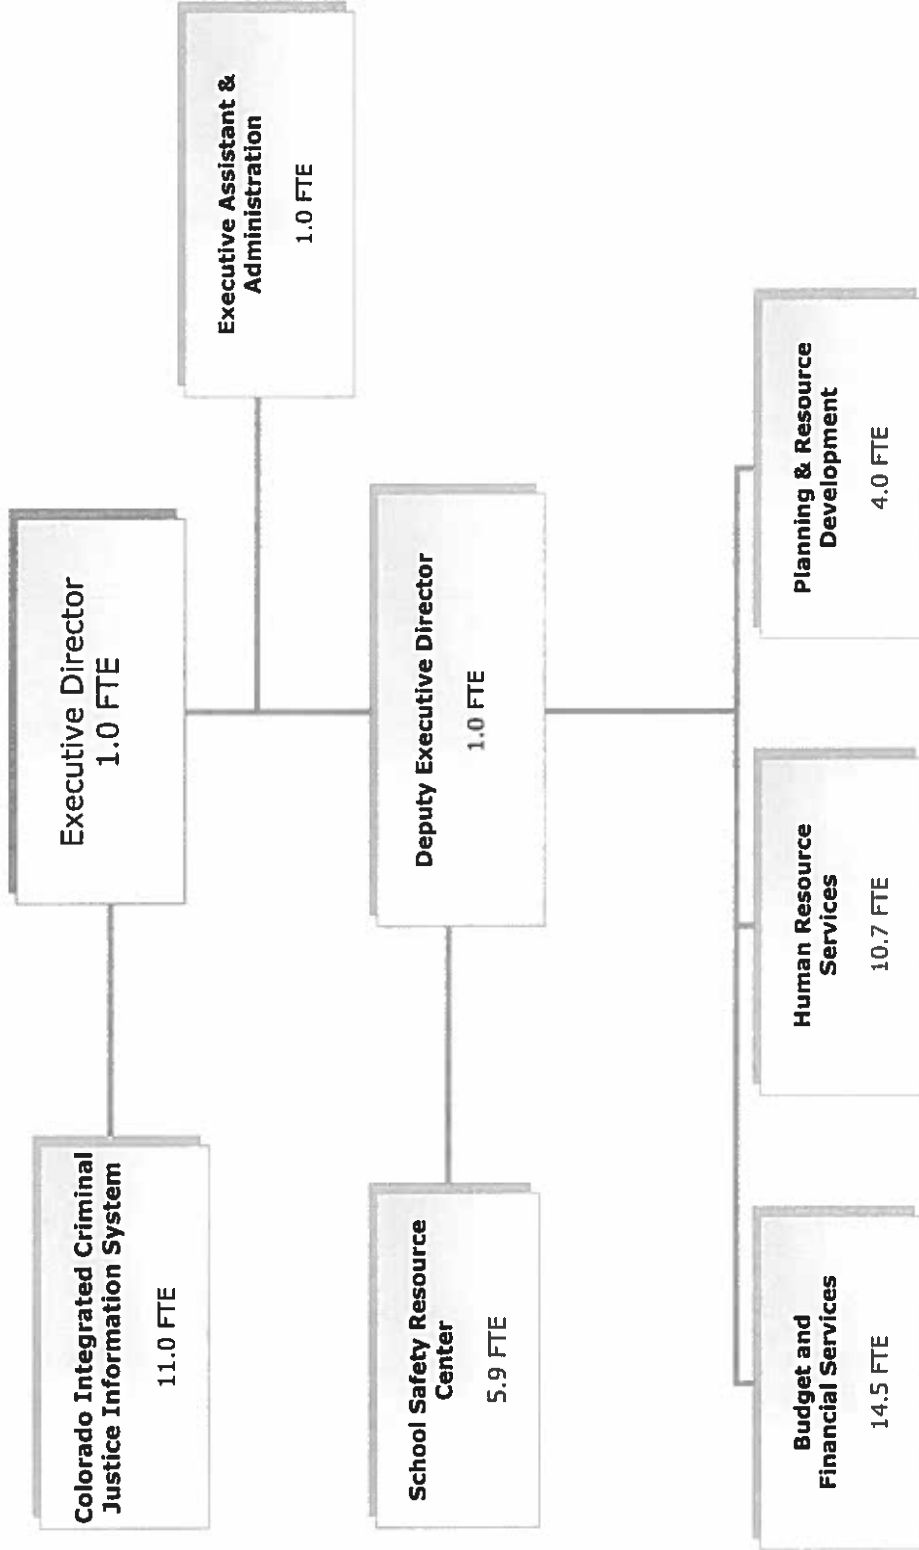 Executive Director
1.0 FTE
Colorado Integrated Criminal
Justice Information System
11.0 FTE
Executive Assistant &
Administration
1.0 FTE
Deputy Executive Director
1.0 FTE
School Safety Resource
Center
5.9 FTE
Budget and
Financial Services
14.5 FTE
Human Resource
Services
10.7 FTE
Planning & Resource
Development
4.0 FTE